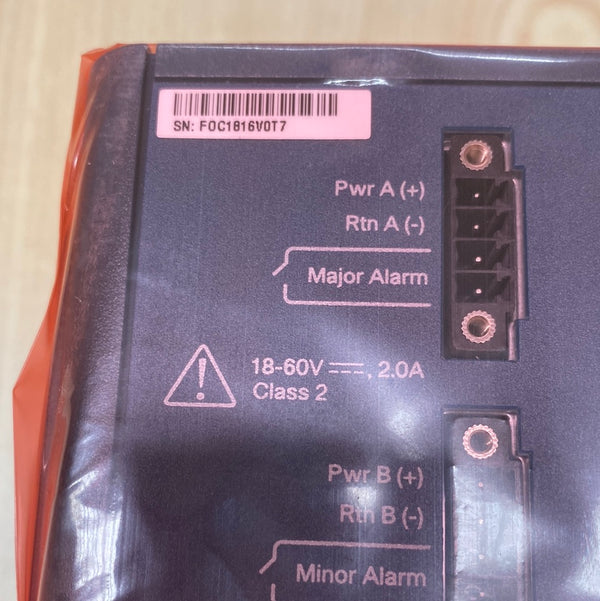 SN: FOC1816V0T7
Pwr A (+)
Rtn A (-)
Major Alarm
18-60V ⎓, 2.0A
Class 2
Pwr B (+)
Rtn B (-)
Minor Alarm